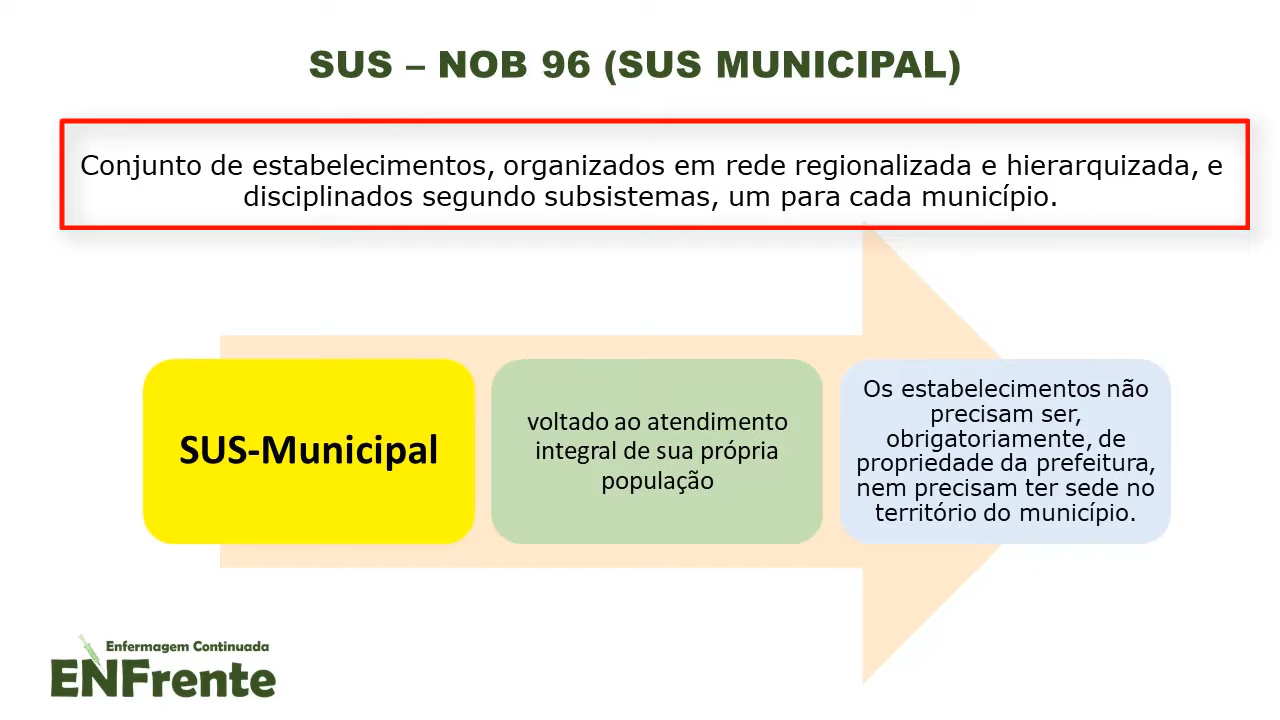 SUS – NOB 96 (SUS MUNICIPAL)
Conjunto de estabelecimentos, organizados em rede regionalizada e hierarquizada, e
disciplinados segundo subsistemas, um para cada município.
SUS-Municipal
voltado ao atendimento
integral de sua própria
população
Os estabelecimentos não
precisam ser,
obrigatoriamente, de
propriedade da prefeitura,
nem precisam ter sede no
território do município.
Enfermagem Continuada
ENFrente